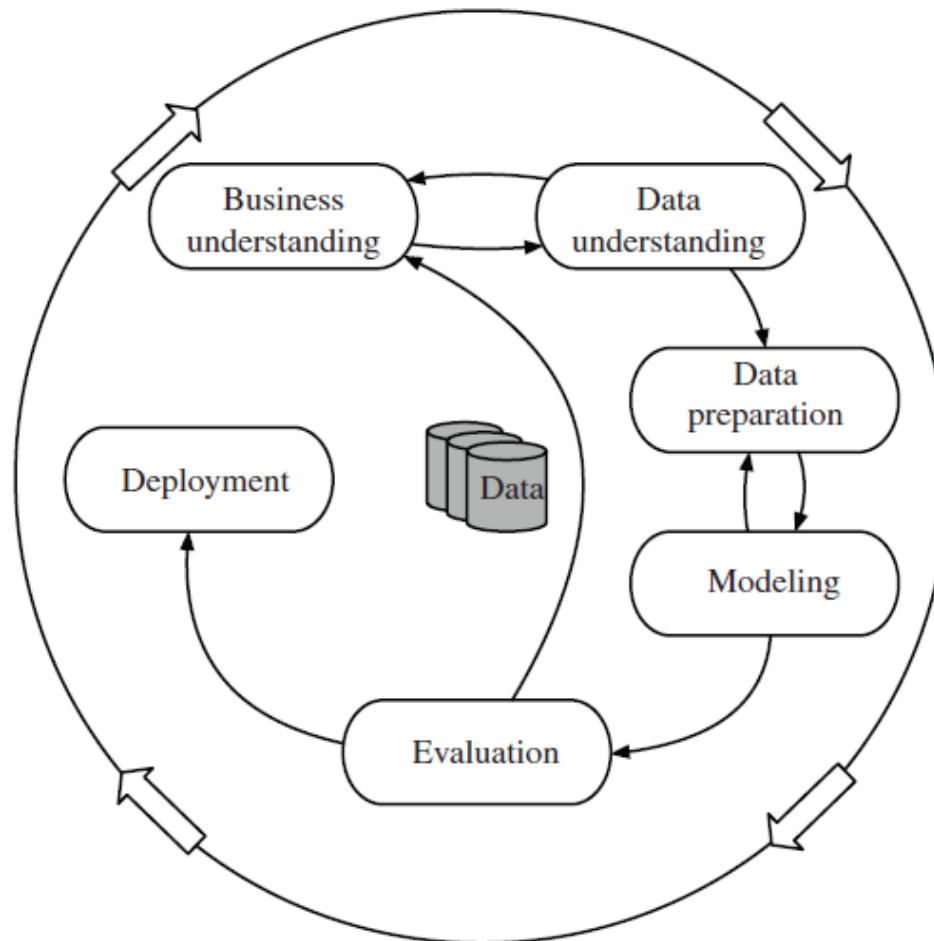 Business
understanding
Data
understanding
Data
preparation
Deployment
Data
Modeling
Evaluation